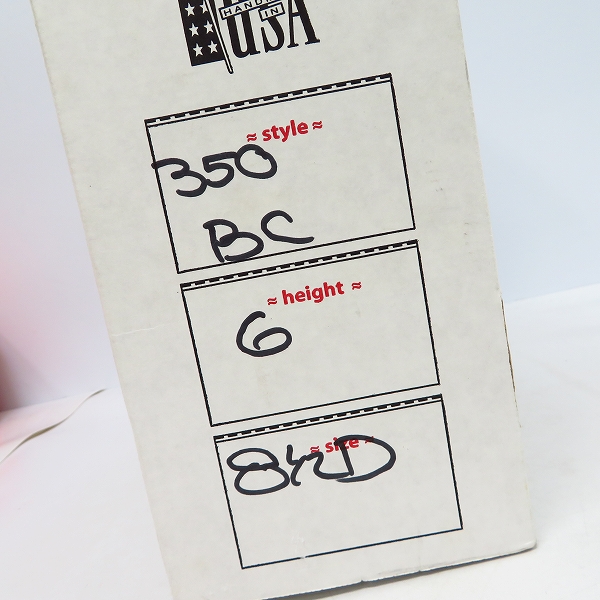 HAND
IN
USA
≈ style ≈
350
BC
≈ height ≈
6
≈ size ≈
8½D